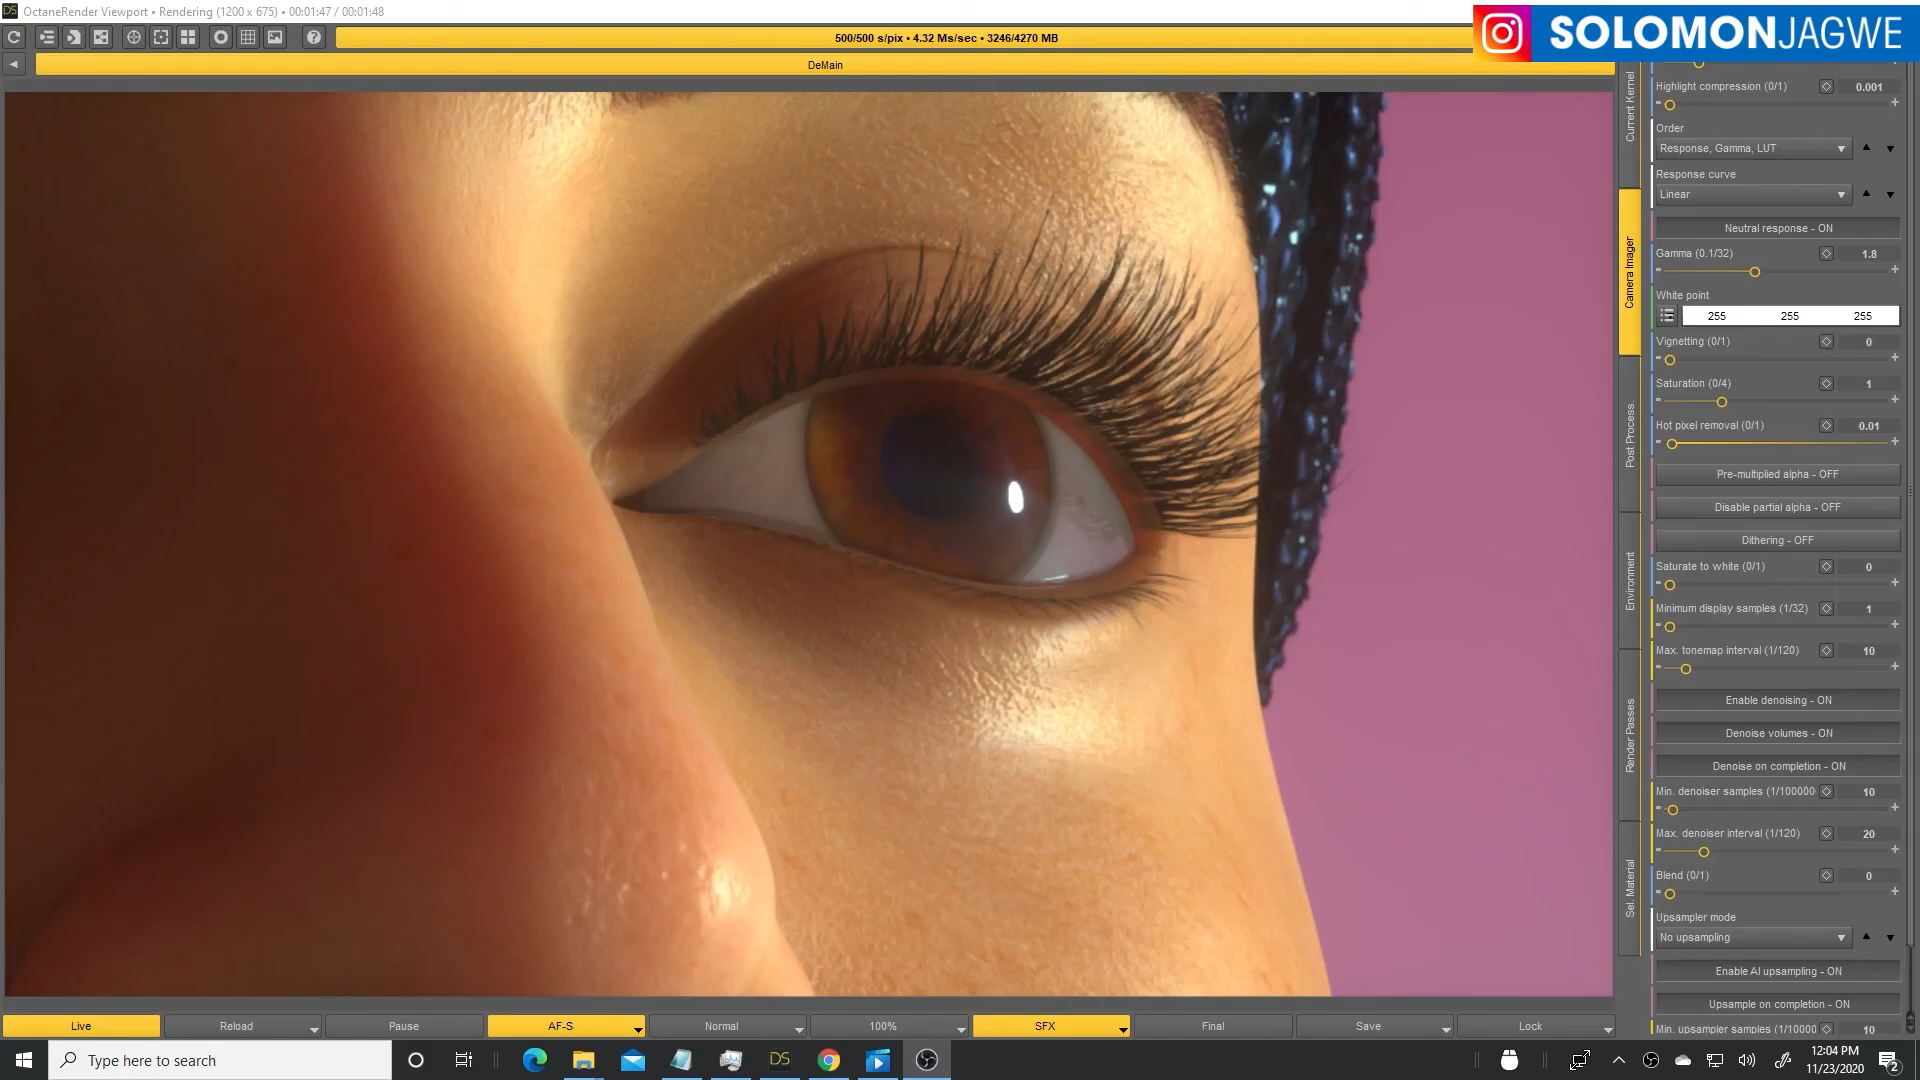 OctaneRender Viewport • Rendering (1200 x 675) • 00:01:47 / 00:01:48
500/500 s/pix • 4.32 Ms/sec • 3246/4270 MB
SOLOMONJAGWE
DeMain
Current Kernel
Camera Imager
Post Process.
Environment
Render Passes
Sel. Material
Highlight compression (0/1) 0.001
Order
Response, Gamma, LUT
Response curve
Linear
Neutral response - ON
Gamma (0.1/32) 1.8
White point
255 255 255
Vignetting (0/1) 0
Saturation (0/4) 1
Hot pixel removal (0/1) 0.01
Pre-multiplied alpha - OFF
Disable partial alpha - OFF
Dithering - OFF
Saturate to white (0/1) 0
Minimum display samples (1/32) 1
Max. tonemap interval (1/120) 10
Enable denoising - ON
Denoise volumes - ON
Denoise on completion - ON
Min. denoiser samples (1/100000 10
Max. denoiser interval (1/120) 20
Blend (0/1) 0
Upsampler mode
No upsampling
Enable AI upsampling - ON
Upsample on completion - ON
Min. upsampler samples (1/10000 10
Live Reload Pause AF-S Normal 100% SFX Final Save Lock
Type here to search
DS
12:04 PM
11/23/2020
2